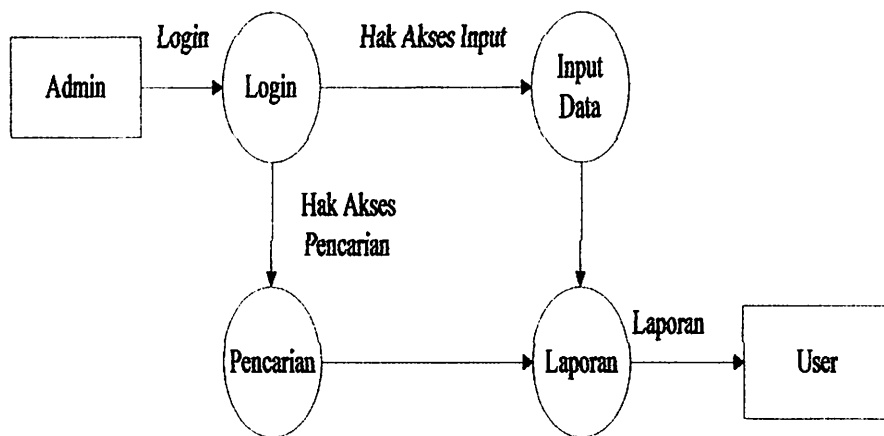 Login
Hak Akses Input
Admin
Login
Input
Data
Hak Akses
Pencarian
Laporan
Pencarian
Laporan
User